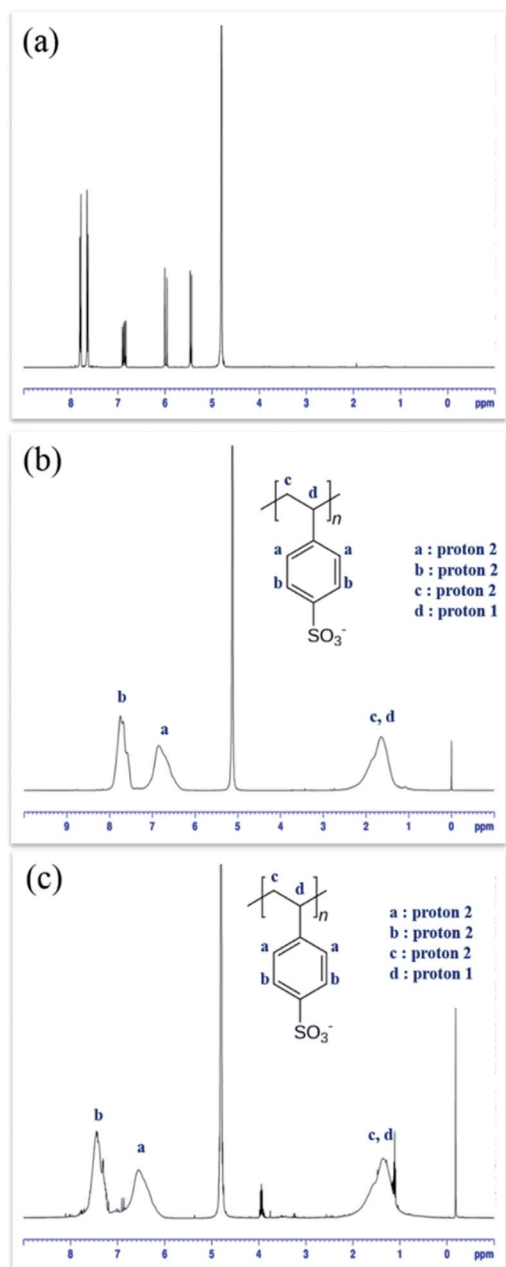 (a)
8 7 6 5 4 3 2 1 0 ppm
(b)
c
d
n
a a
b b
SO3-
a : proton 2
b : proton 2
c : proton 2
d : proton 1
b
a
c, d
9 8 7 6 5 4 3 2 1 0 ppm
(c)
c
d
n
a a
b b
SO3-
a : proton 2
b : proton 2
c : proton 2
d : proton 1
b
a
c, d
8 7 6 5 4 3 2 1 0 ppm